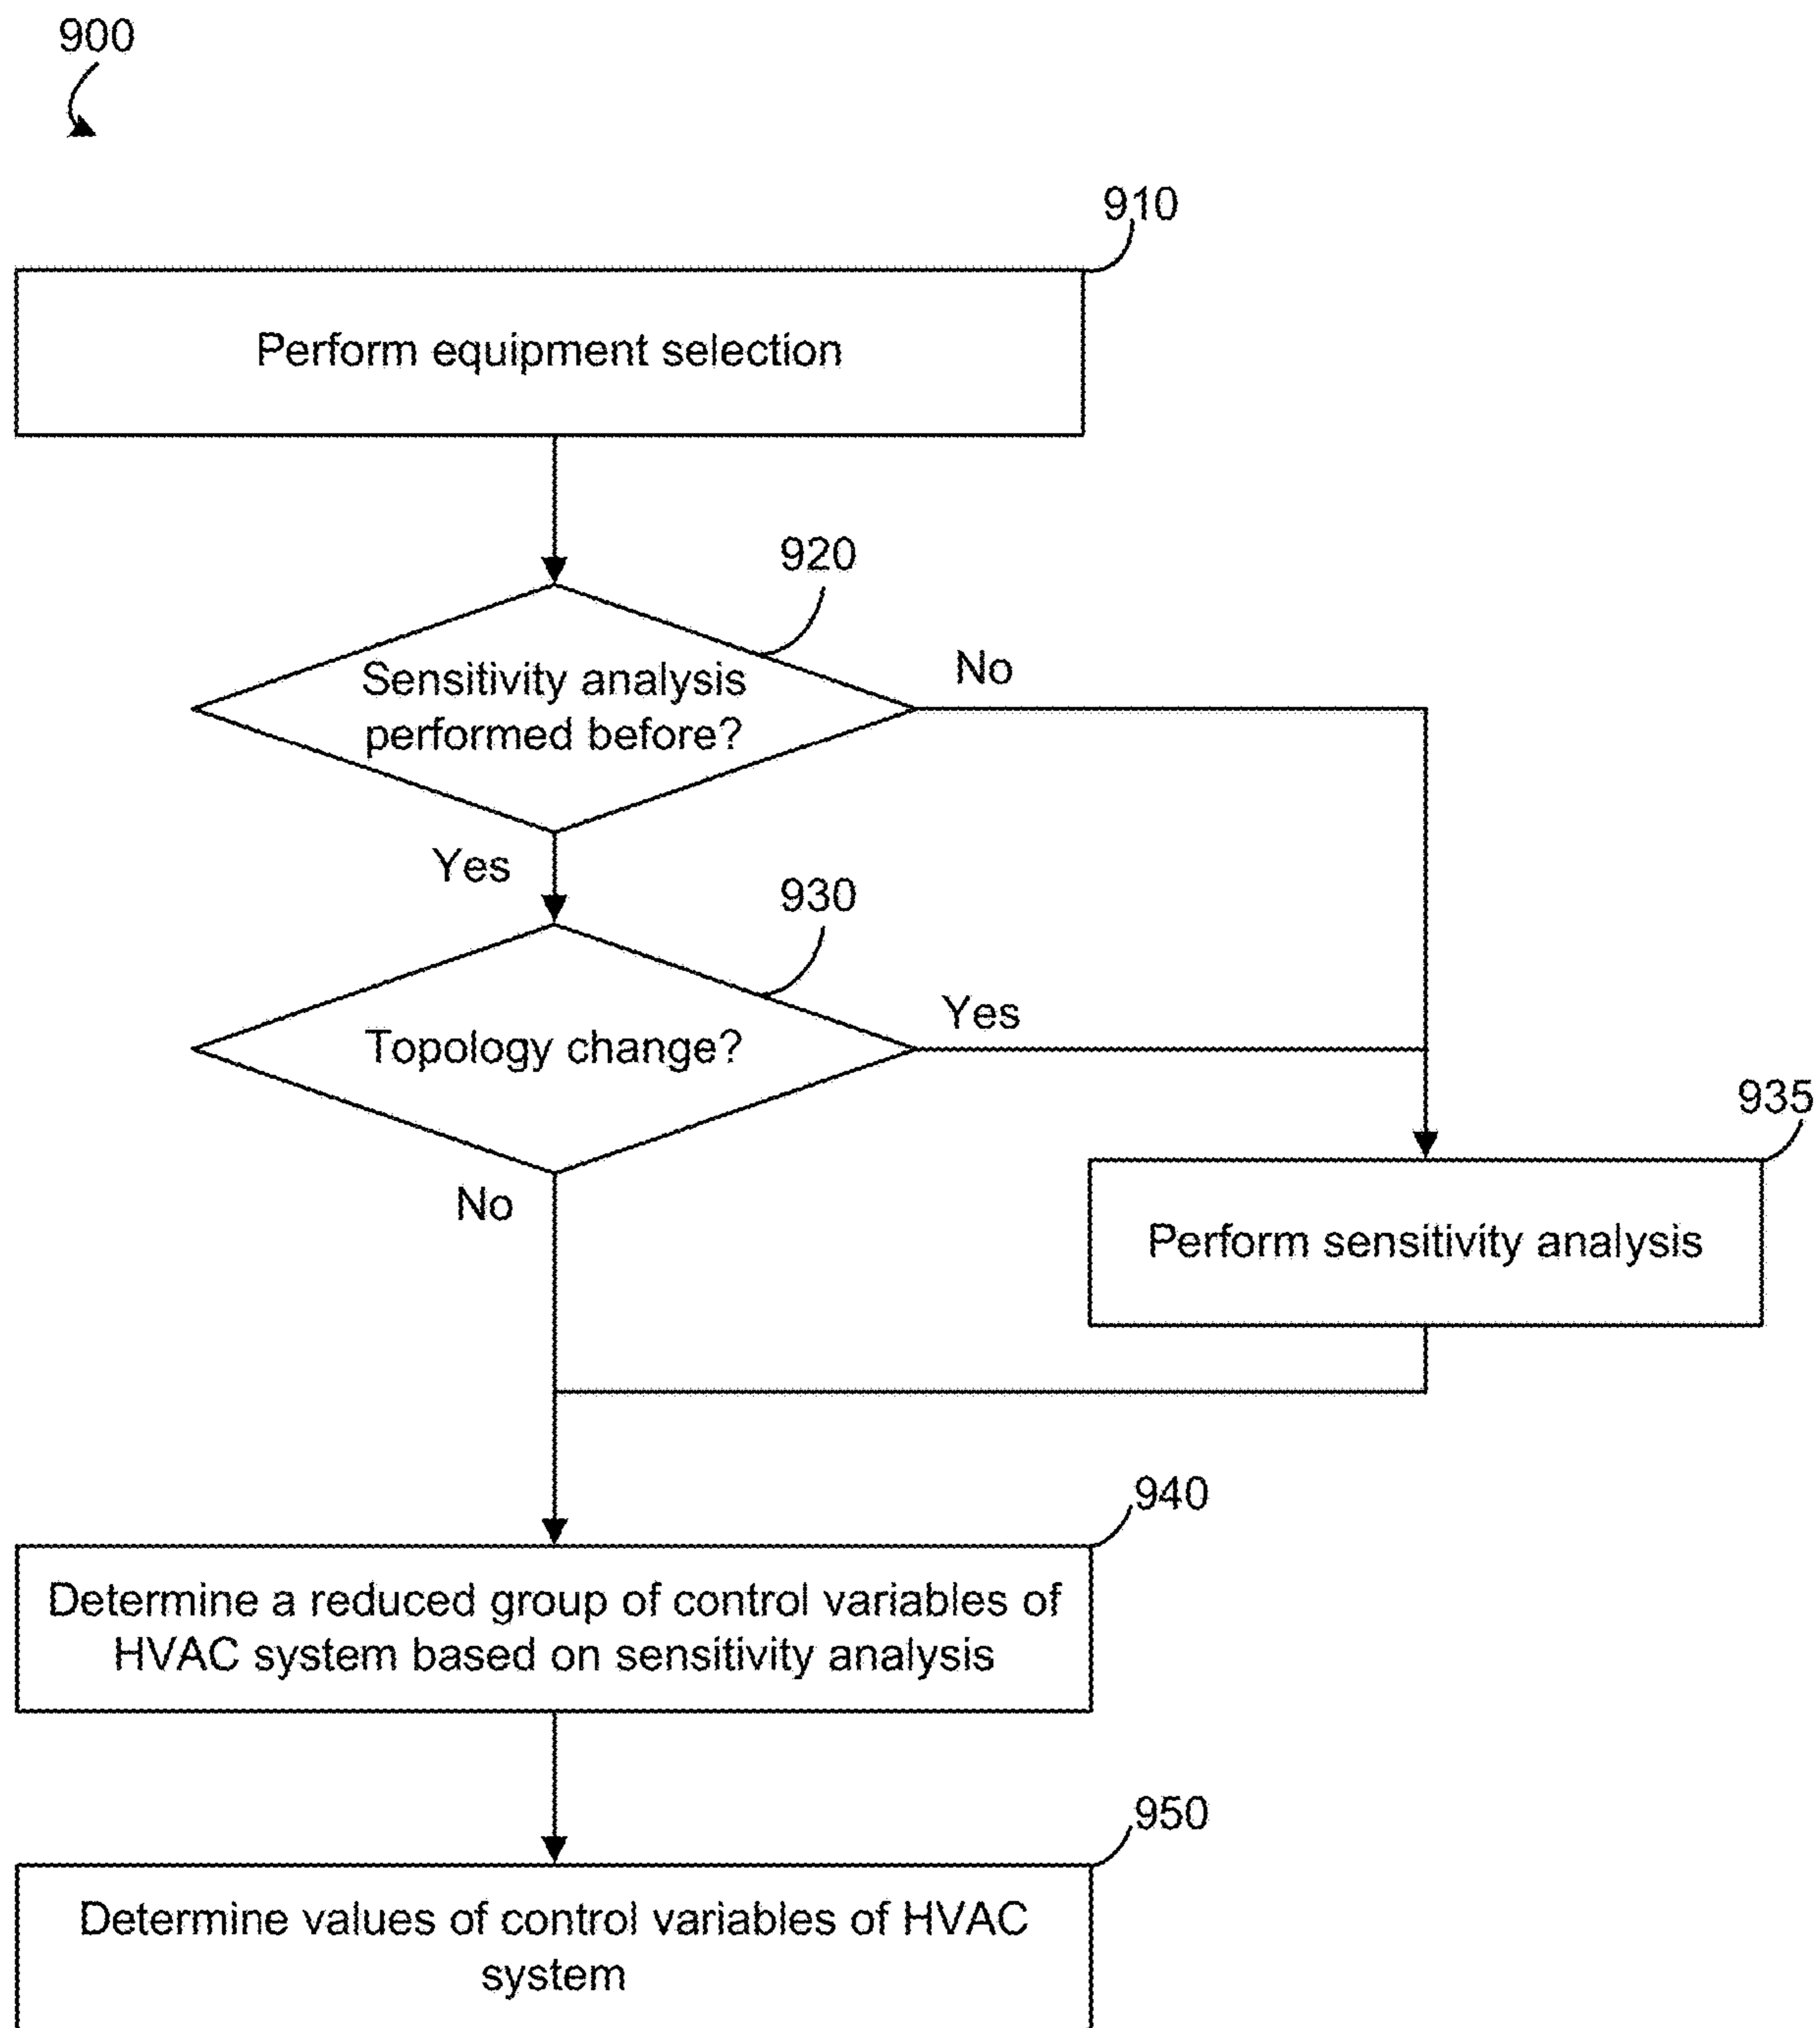 900
910
Perform equipment selection
920
Sensitivity analysis
performed before?
No
Yes
930
Topology change?
Yes
935
No
Perform sensitivity analysis
940
Determine a reduced group of control variables of
HVAC system based on sensitivity analysis
950
Determine values of control variables of HVAC
system